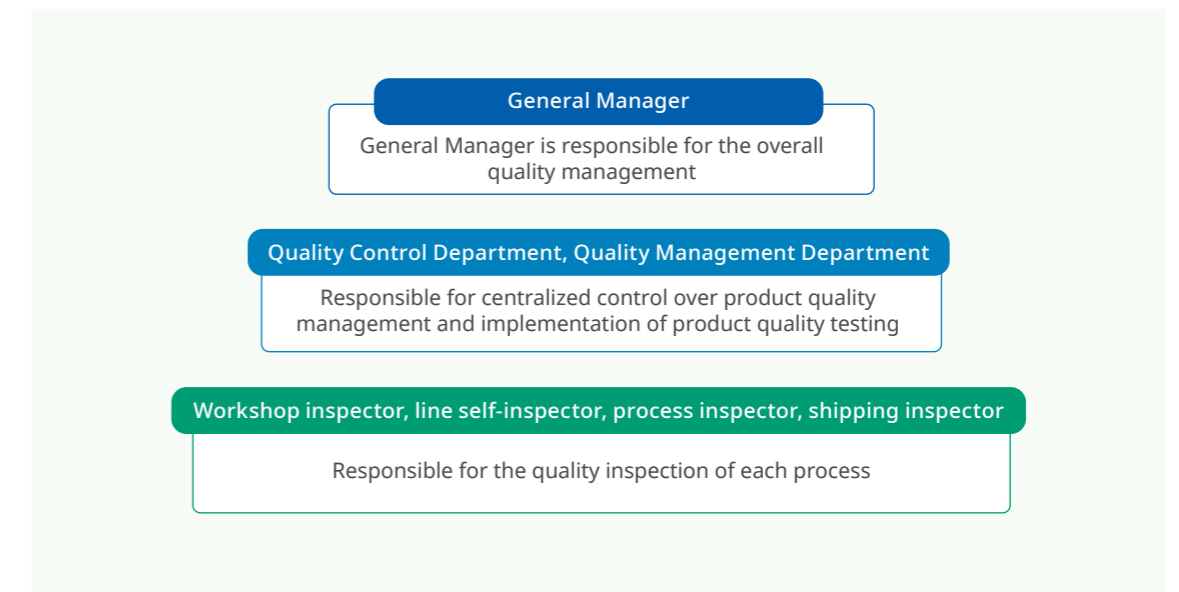 General Manager
General Manager is responsible for the overall
quality management
Quality Control Department, Quality Management Department
Responsible for centralized control over product quality
management and implementation of product quality testing
Workshop inspector, line self-inspector, process inspector, shipping inspector
Responsible for the quality inspection of each process